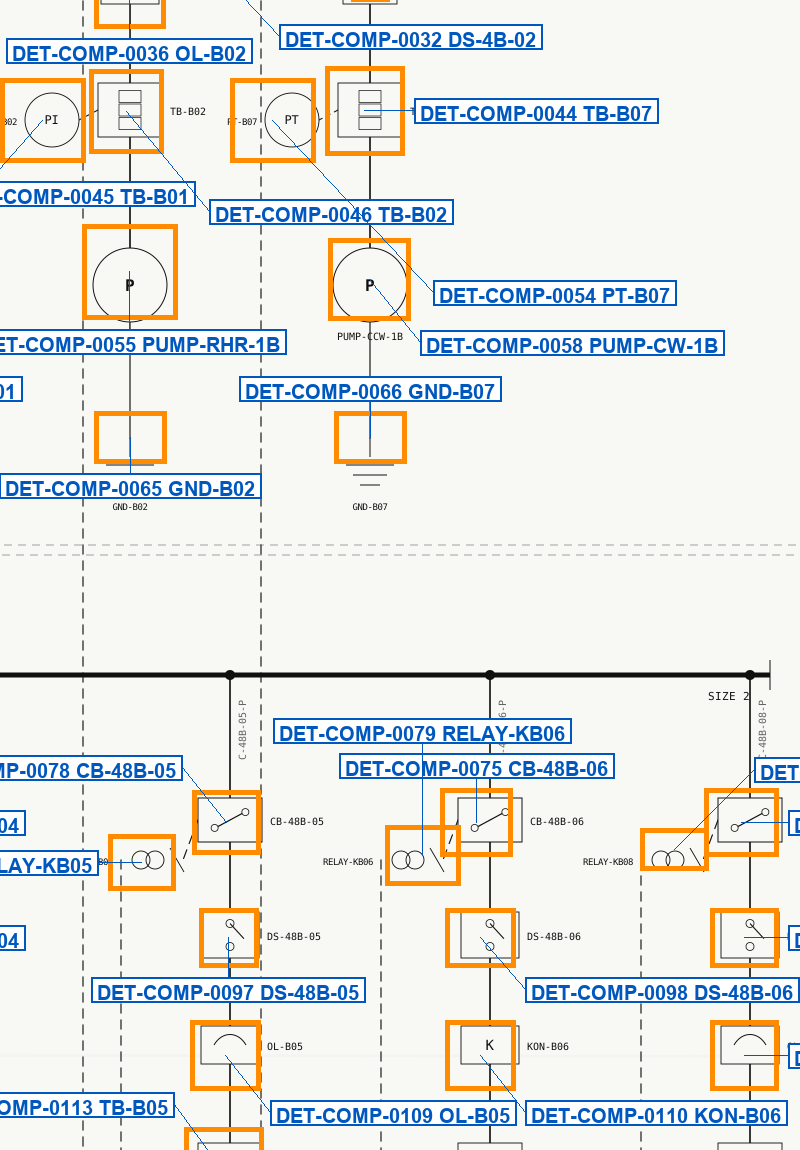 DET-COMP-0032 DS-4B-02
DET-COMP-0036 OL-B02
TB-B02
DET-COMP-0044 TB-B07
PI
PT-B07
PT
-COMP-0045 TB-B01
DET-COMP-0046 TB-B02
P
P
DET-COMP-0054 PT-B07
PUMP-CCW-1B
ET-COMP-0055 PUMP-RHR-1B
DET-COMP-0058 PUMP-CW-1B
01
DET-COMP-0066 GND-B07
DET-COMP-0065 GND-B02
GND-B02
GND-B07
SIZE 2
C-48B-05-P
6-P
C-48B-08-P
DET-COMP-0079 RELAY-KB06
MP-0078 CB-48B-05
DET-COMP-0075 CB-48B-06
DET
04
CB-48B-05
CB-48B-06
D
LAY-KB05
RELAY-KB06
RELAY-KB08
04
DS-48B-05
DS-48B-06
D
DET-COMP-0097 DS-48B-05
DET-COMP-0098 DS-48B-06
OL-B05
K
KON-B06
D
OMP-0113 TB-B05
DET-COMP-0109 OL-B05
DET-COMP-0110 KON-B06